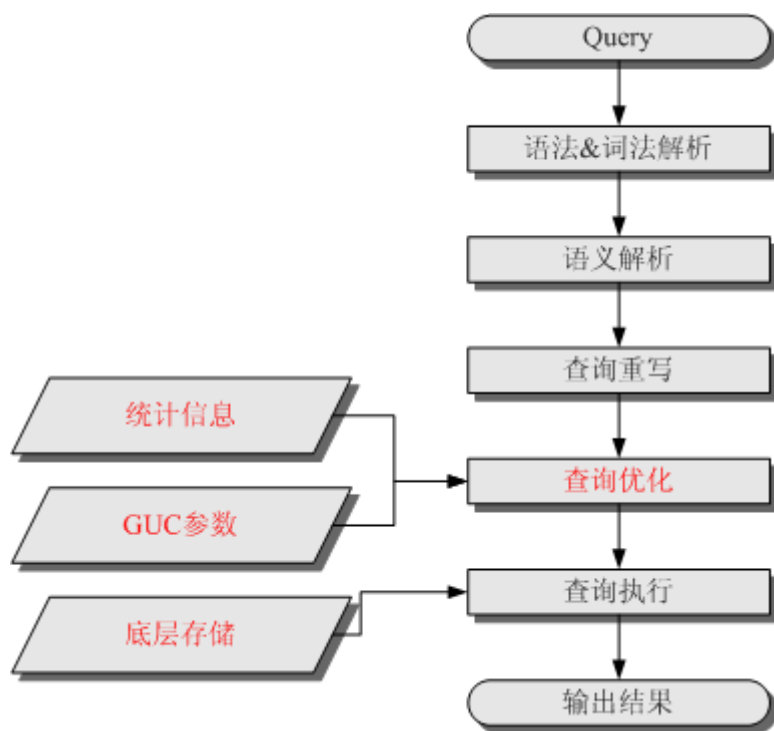 Query
语法&词法解析
语义解析
查询重写
统计信息
查询优化
GUC参数
查询执行
底层存储
输出结果